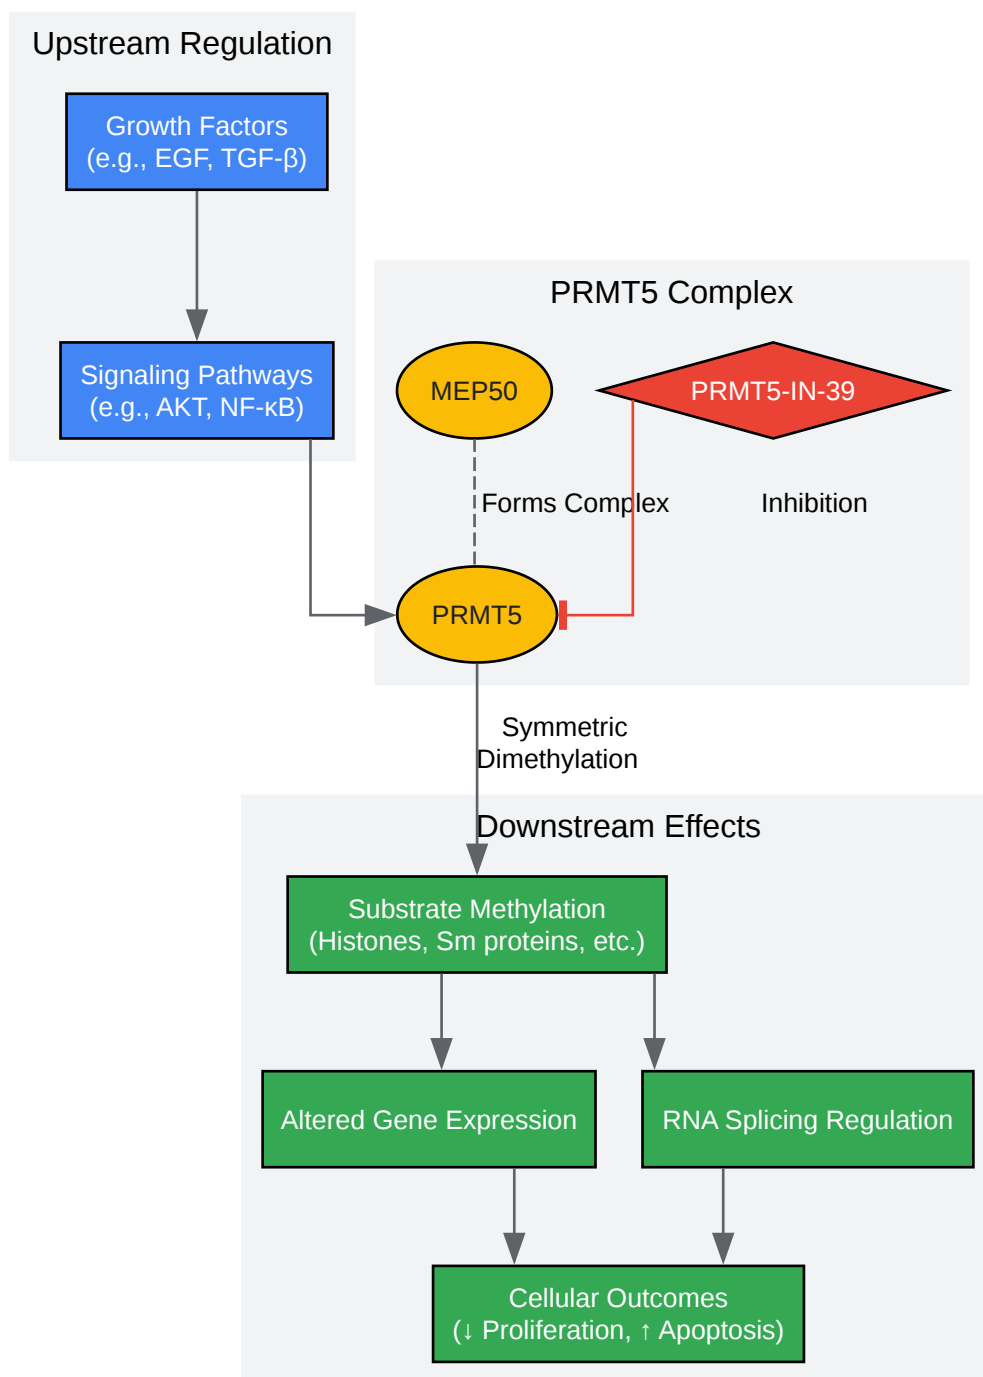 Upstream Regulation
Growth Factors
(e.g., EGF, TGF-β)
Signaling Pathways
(e.g., AKT, NF-κB)
PRMT5 Complex
MEP50
PRMT5-IN-39
Forms Complex
Inhibition
PRMT5
Symmetric
Dimethylation
Downstream Effects
Substrate Methylation
(Histones, Sm proteins, etc.)
Altered Gene Expression
RNA Splicing Regulation
Cellular Outcomes
(↓ Proliferation, ↑ Apoptosis)